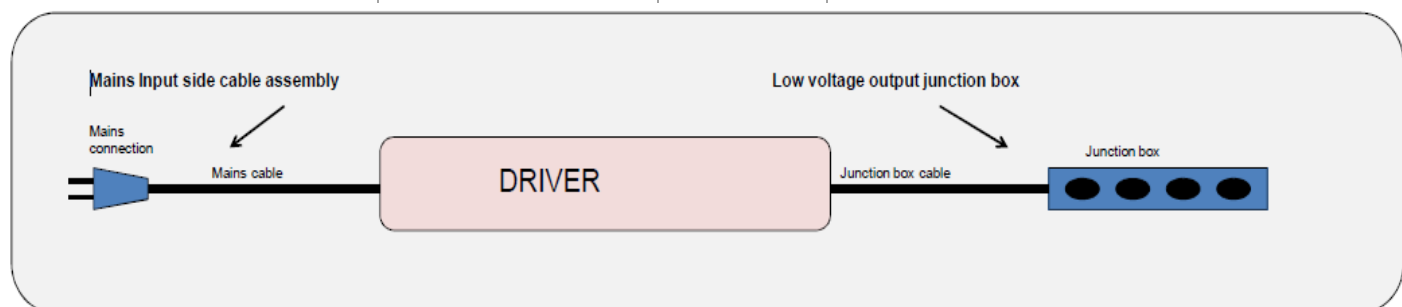 Mains Input side cable assembly
Low voltage output junction box
Mains
connection
Mains cable
DRIVER
Junction box cable
Junction box